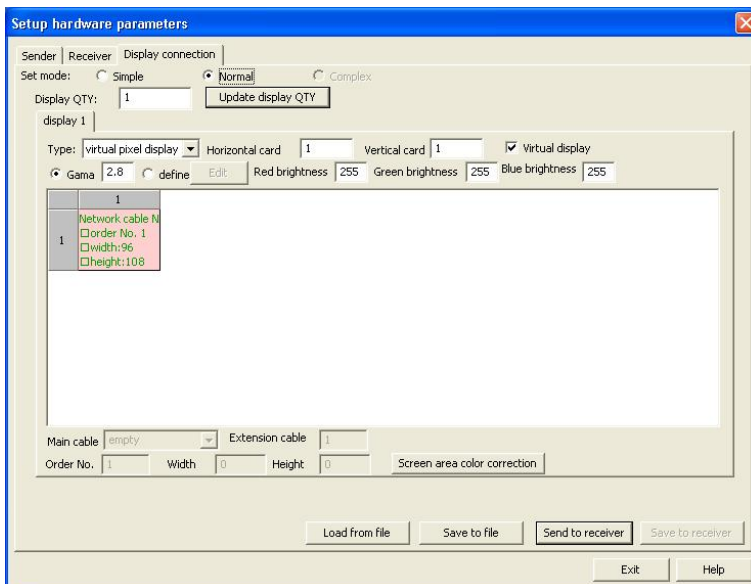 Setup hardware parameters
Sender Receiver Display connection
Set mode: Simple Normal Complex
Display QTY: 1 Update display QTY
display 1
Type: virtual pixel display Horizontal card 1 Vertical card 1 Virtual display
Gama 2.8 define Edit Red brightness 255 Green brightness 255 Blue brightness 255
1
Network cable N
1 order No. 1
width:96
height:108
Main cable empty Extension cable 1
Order No. 1 Width 0 Height 0 Screen area color correction
Load from file Save to file Send to receiver Save to receiver
Exit Help